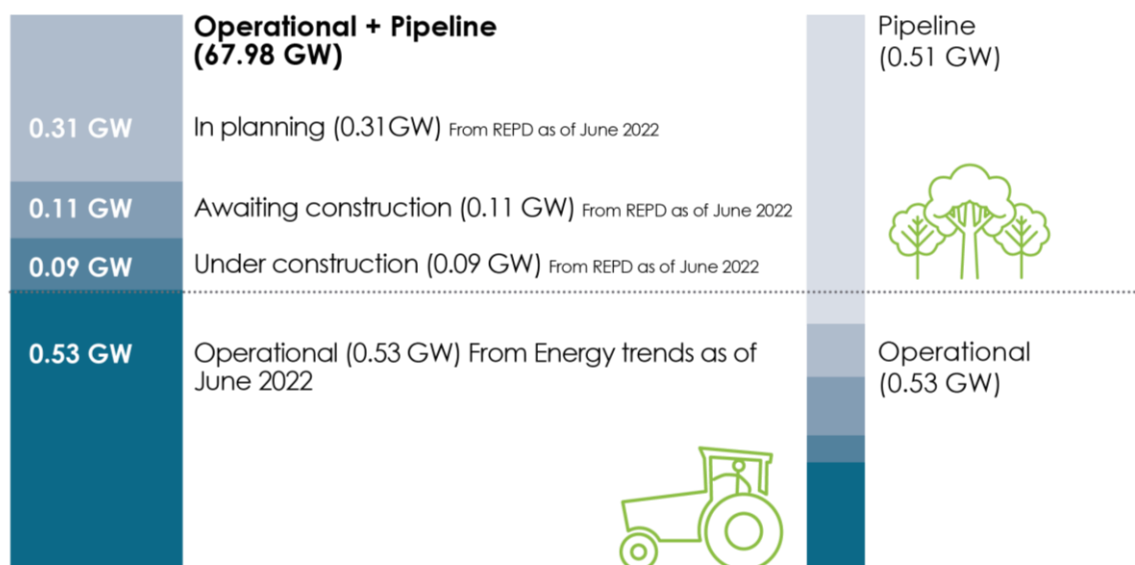 Operational + Pipeline
(67.98 GW)
Pipeline
(0.51 GW)
0.31 GW
In planning (0.31GW) From REPD as of June 2022
0.11 GW
Awaiting construction (0.11 GW) From REPD as of June 2022
0.09 GW
Under construction (0.09 GW) From REPD as of June 2022
0.53 GW
Operational (0.53 GW) From Energy trends as of
June 2022
Operational
(0.53 GW)